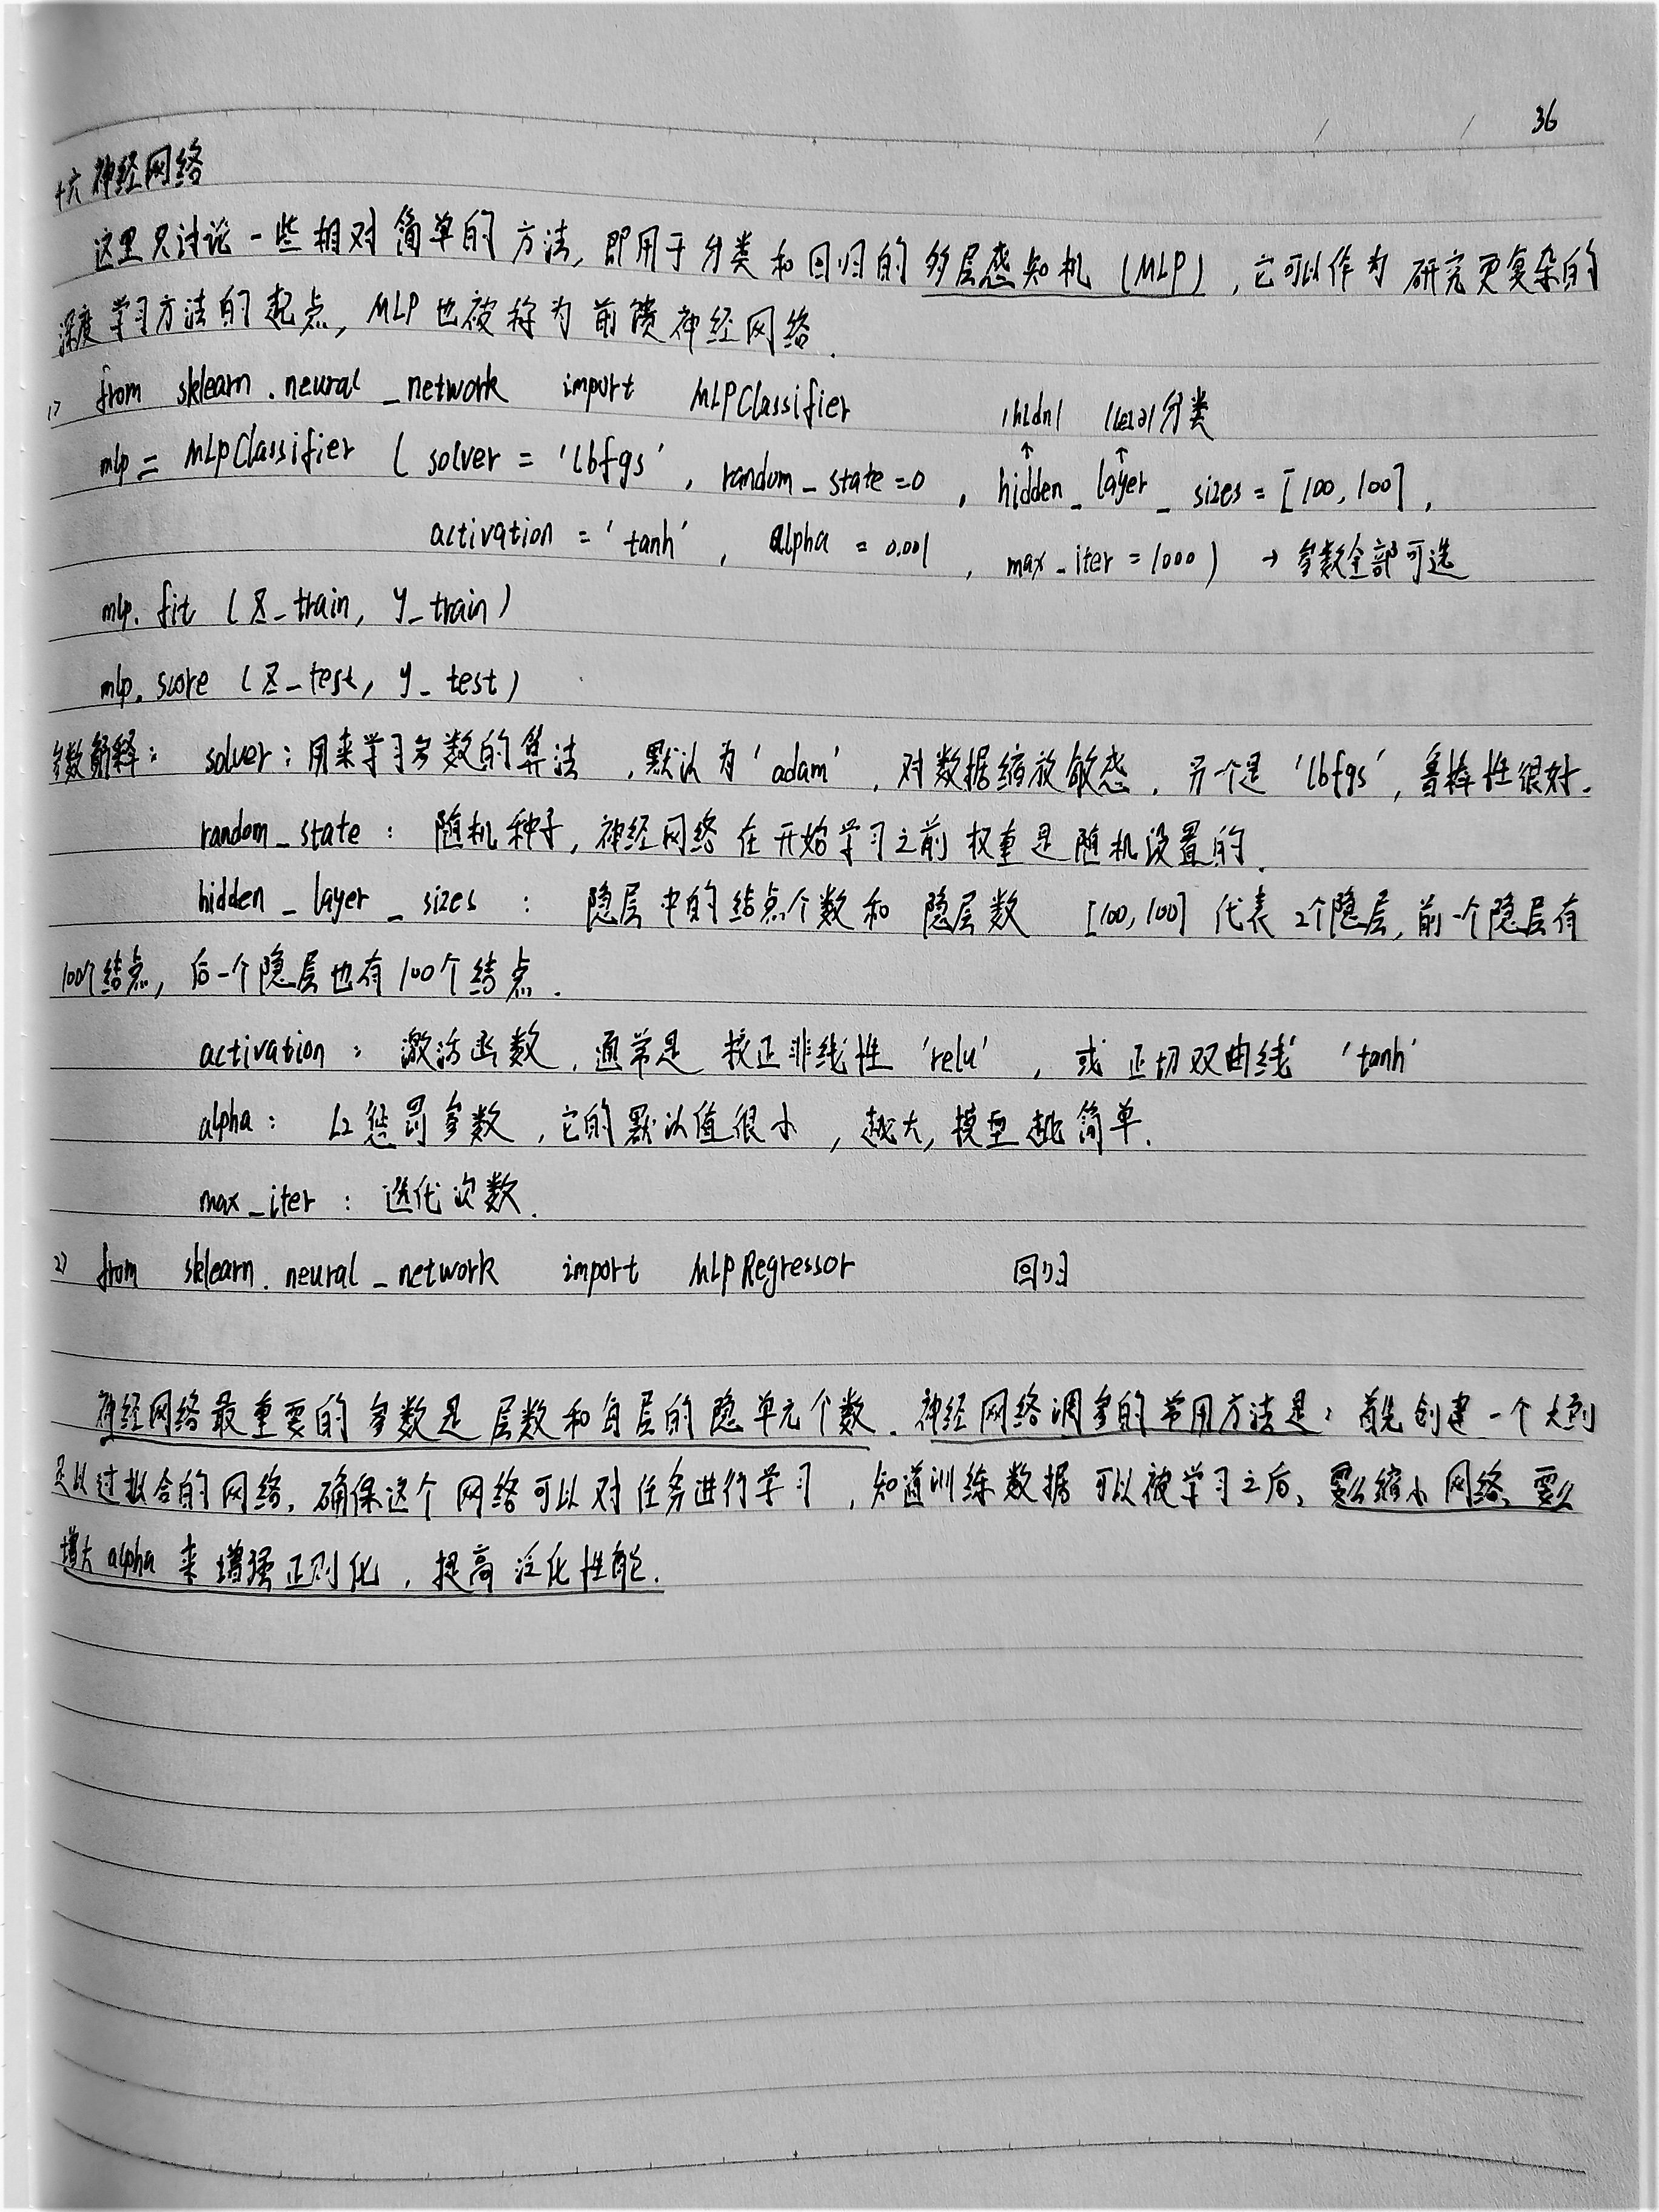 36
十六 神经网络
这里只讨论一些相对简单的方法,即用于分类和回归的多层感知机(MLP),它可以作为研究更复杂的
深度学习方法的起点,MLP也被称为前馈神经网络.
1) from sklearn.neural_network import MLPClassifier 分类
mlp = MLPClassifier ( solver = 'lbfgs' , random_state=0 , hidden_layer_sizes = [100,100] ,
activation = 'tanh' , alpha = 0.001 , max_iter = 1000 ) → 参数全部可选
mlp.fit (X_train, y_train)
mlp.score (X_test, y_test)
参数解释: solver:用来学习参数的算法,默认为'adam',对数据缩放敏感.另个是'lbfgs',鲁棒性很好.
random_state : 随机种子,神经网络在开始学习之前权重是随机设置的.
hidden_layer_sizes : 隐层中的结点个数和隐层数 [100,100] 代表2个隐层,前一个隐层有
100个结点,后一个隐层也有100个结点.
activation : 激活函数,通常是校正非线性'relu',或正切双曲线'tanh'
alpha: L2惩罚参数,它的默认值很小,越大,模型越简单.
max_iter : 迭代次数.
2) from sklearn.neural_network import MLPRegressor 回归
神经网络最重要的参数是层数和每层的隐单元个数.神经网络调参的常用方法是:首先创建一个大到
足以过拟合的网络,确保这个网络可以对任务进行学习,知道训练数据可以被学习之后,要么缩小网络,要么
增大alpha来增强正则化,提高泛化性能.